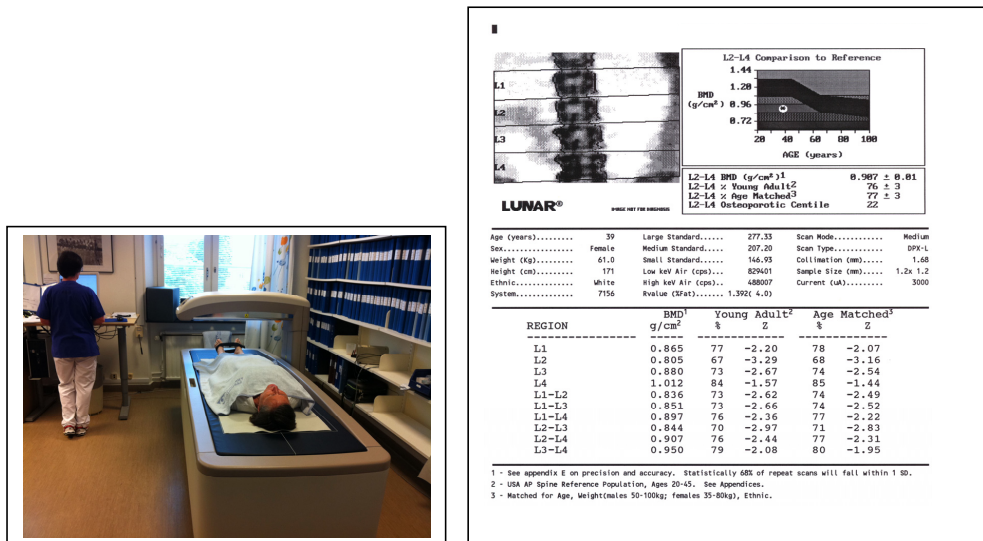 L2-L4 Comparison to Reference
1.44
1.20
BMD
(g/cm²) 0.96
0.72
20 40 60 80 100
AGE (years)
L1
L2
L3
L4
LUNAR®
IMAGE NOT FOR DIAGNOSIS
L2-L4 BMD (g/cm²)1 0.907 ± 0.01
L2-L4 % Young Adult2 76 ± 3
L2-L4 % Age Matched3 77 ± 3
L2-L4 Osteoporotic Centile 22
Age (years)......... 39 Large Standard...... 277.33 Scan Mode........... Medium
Sex................. Female Medium Standard..... 207.20 Scan Type........... DPX-L
Weight (Kg)......... 61.0 Small Standard...... 146.93 Collimation (mm)..... 1.68
Height (cm)......... 171 Low keV Air (cps)... 829401 Sample Size (mm)..... 1.2x 1.2
Ethnic.............. White High keV Air (cps).. 488007 Current (uA)......... 3000
System.............. 7156 Rvalue (%Fat)....... 1.392( 4.0)
BMD1 Young Adult2 Age Matched3
REGION g/cm2 % Z % Z
L1 0.865 77 -2.20 78 -2.07
L2 0.805 67 -3.29 68 -3.16
L3 0.880 73 -2.67 74 -2.54
L4 1.012 84 -1.57 85 -1.44
L1-L2 0.836 73 -2.62 74 -2.49
L1-L3 0.851 73 -2.66 74 -2.52
L1-L4 0.897 76 -2.36 77 -2.22
L2-L3 0.844 70 -2.97 71 -2.83
L2-L4 0.907 76 -2.44 77 -2.31
L3-L4 0.950 79 -2.08 80 -1.95
1 - See appendix E on precision and accuracy. Statistically 68% of repeat scans will fall within 1 SD.
2 - USA AP Spine Reference Population, Ages 20-45. See Appendices.
3 - Matched for Age, Weight(males 50-100kg; females 35-80kg), Ethnic.